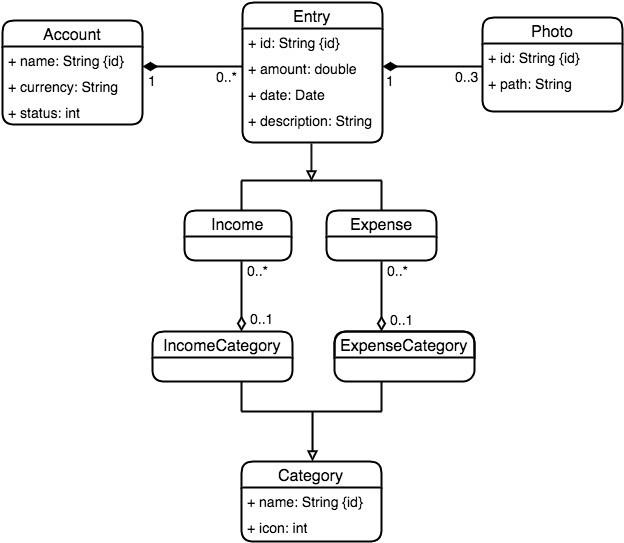 Account
+ name: String {id}
+ currency: String
+ status: int
1
0..*
Entry
+ id: String {id}
+ amount: double
+ date: Date
+ description: String
1
0..3
Photo
+ id: String {id}
+ path: String
Income
0..*
Expense
0..*
0..1
IncomeCategory
0..1
ExpenseCategory
Category
+ name: String {id}
+ icon: int